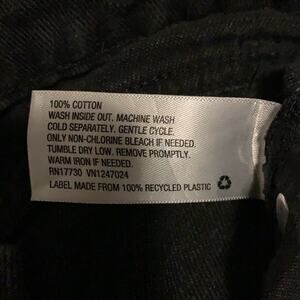 100% COTTON
WASH INSIDE OUT. MACHINE WASH
COLD SEPARATELY. GENTLE CYCLE.
ONLY NON-CHLORINE BLEACH IF NEEDED.
TUMBLE DRY LOW. REMOVE PROMPTLY.
WARM IRON IF NEEDED.
RN17730 VN1247024
LABEL MADE FROM 100% RECYCLED PLASTIC